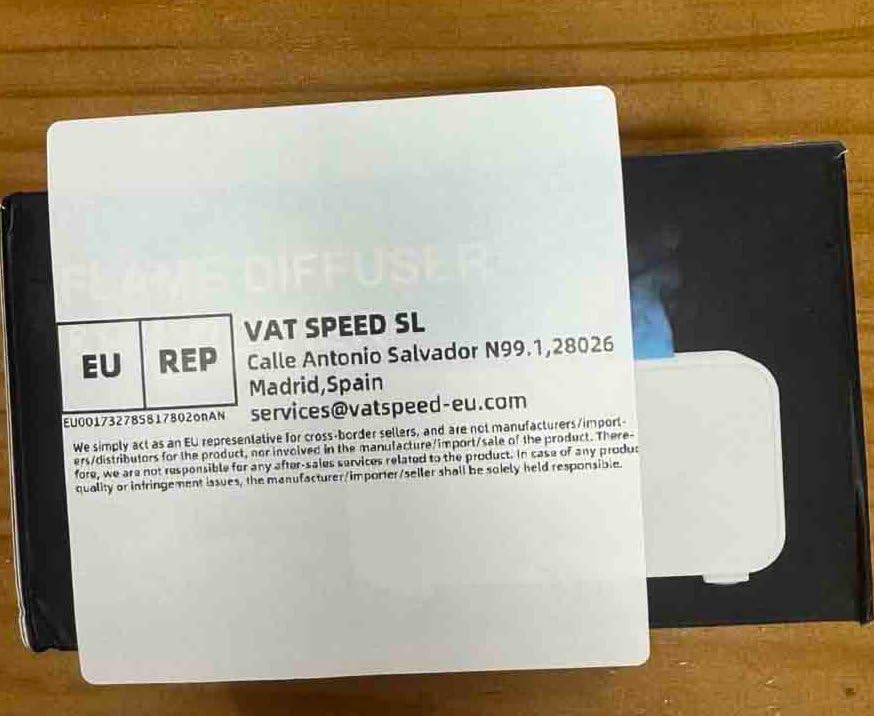 FLAME DIFFUSER
EU REP
VAT SPEED SL
Calle Antonio Salvador N99.1,28026
Madrid,Spain
services@vatspeed-eu.com
EU001732785817802onAN
We simply act as an EU representative for cross-border sellers, and are not manufacturers/import-
ers/distributors for the product, nor involved in the manufacture/import/sale of the product. There-
fore, we are not responsible for any after-sales services related to the product. In case of any produc
quality or infringement issues, the manufacturer/importer/seller shall be solely held responsible.